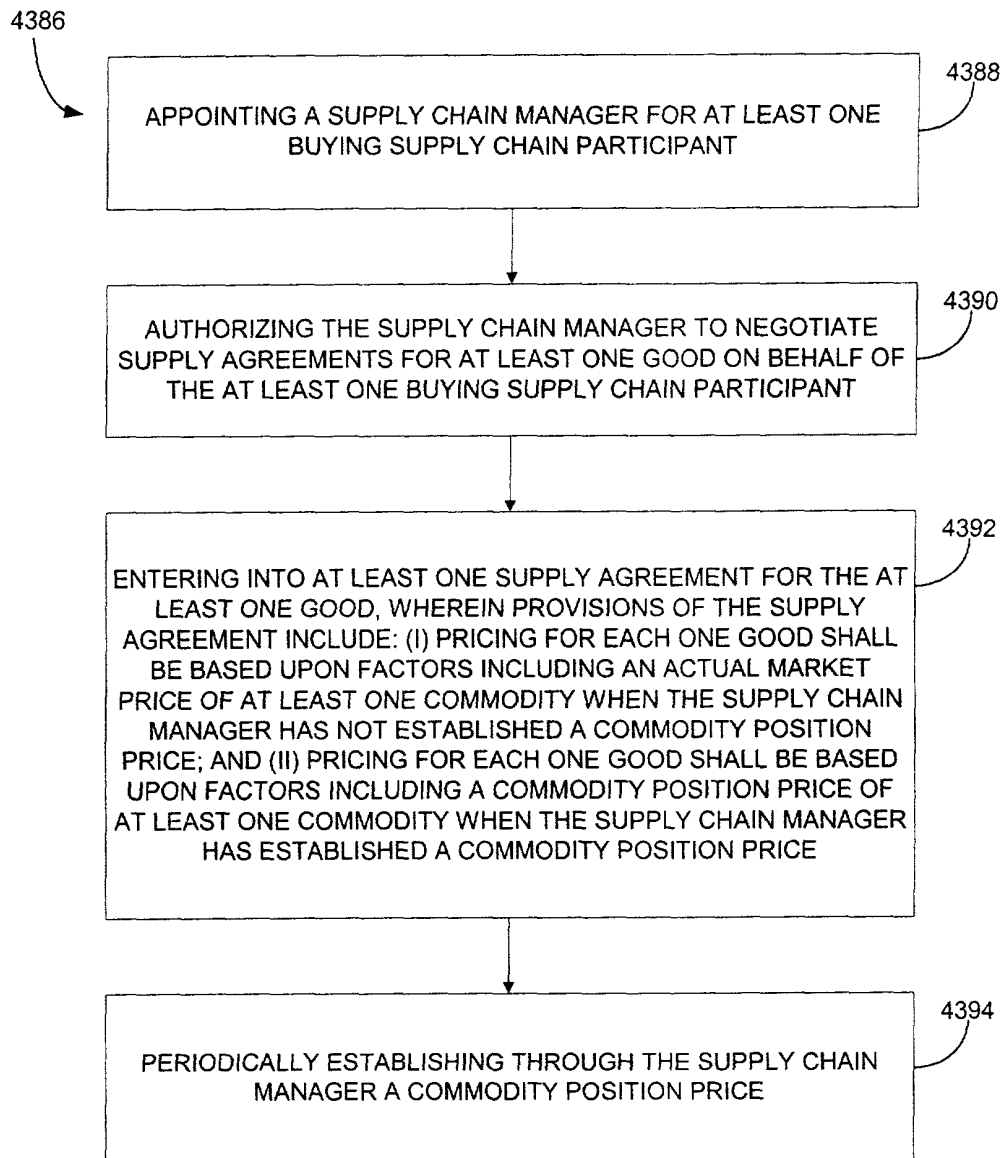 4386
4388
APPOINTING A SUPPLY CHAIN MANAGER FOR AT LEAST ONE
BUYING SUPPLY CHAIN PARTICIPANT
4390
AUTHORIZING THE SUPPLY CHAIN MANAGER TO NEGOTIATE
SUPPLY AGREEMENTS FOR AT LEAST ONE GOOD ON BEHALF OF
THE AT LEAST ONE BUYING SUPPLY CHAIN PARTICIPANT
4392
ENTERING INTO AT LEAST ONE SUPPLY AGREEMENT FOR THE AT
LEAST ONE GOOD, WHEREIN PROVISIONS OF THE SUPPLY
AGREEMENT INCLUDE: (I) PRICING FOR EACH ONE GOOD SHALL
BE BASED UPON FACTORS INCLUDING AN ACTUAL MARKET
PRICE OF AT LEAST ONE COMMODITY WHEN THE SUPPLY CHAIN
MANAGER HAS NOT ESTABLISHED A COMMODITY POSITION
PRICE; AND (II) PRICING FOR EACH ONE GOOD SHALL BE BASED
UPON FACTORS INCLUDING A COMMODITY POSITION PRICE OF
AT LEAST ONE COMMODITY WHEN THE SUPPLY CHAIN MANAGER
HAS ESTABLISHED A COMMODITY POSITION PRICE
4394
PERIODICALLY ESTABLISHING THROUGH THE SUPPLY CHAIN
MANAGER A COMMODITY POSITION PRICE